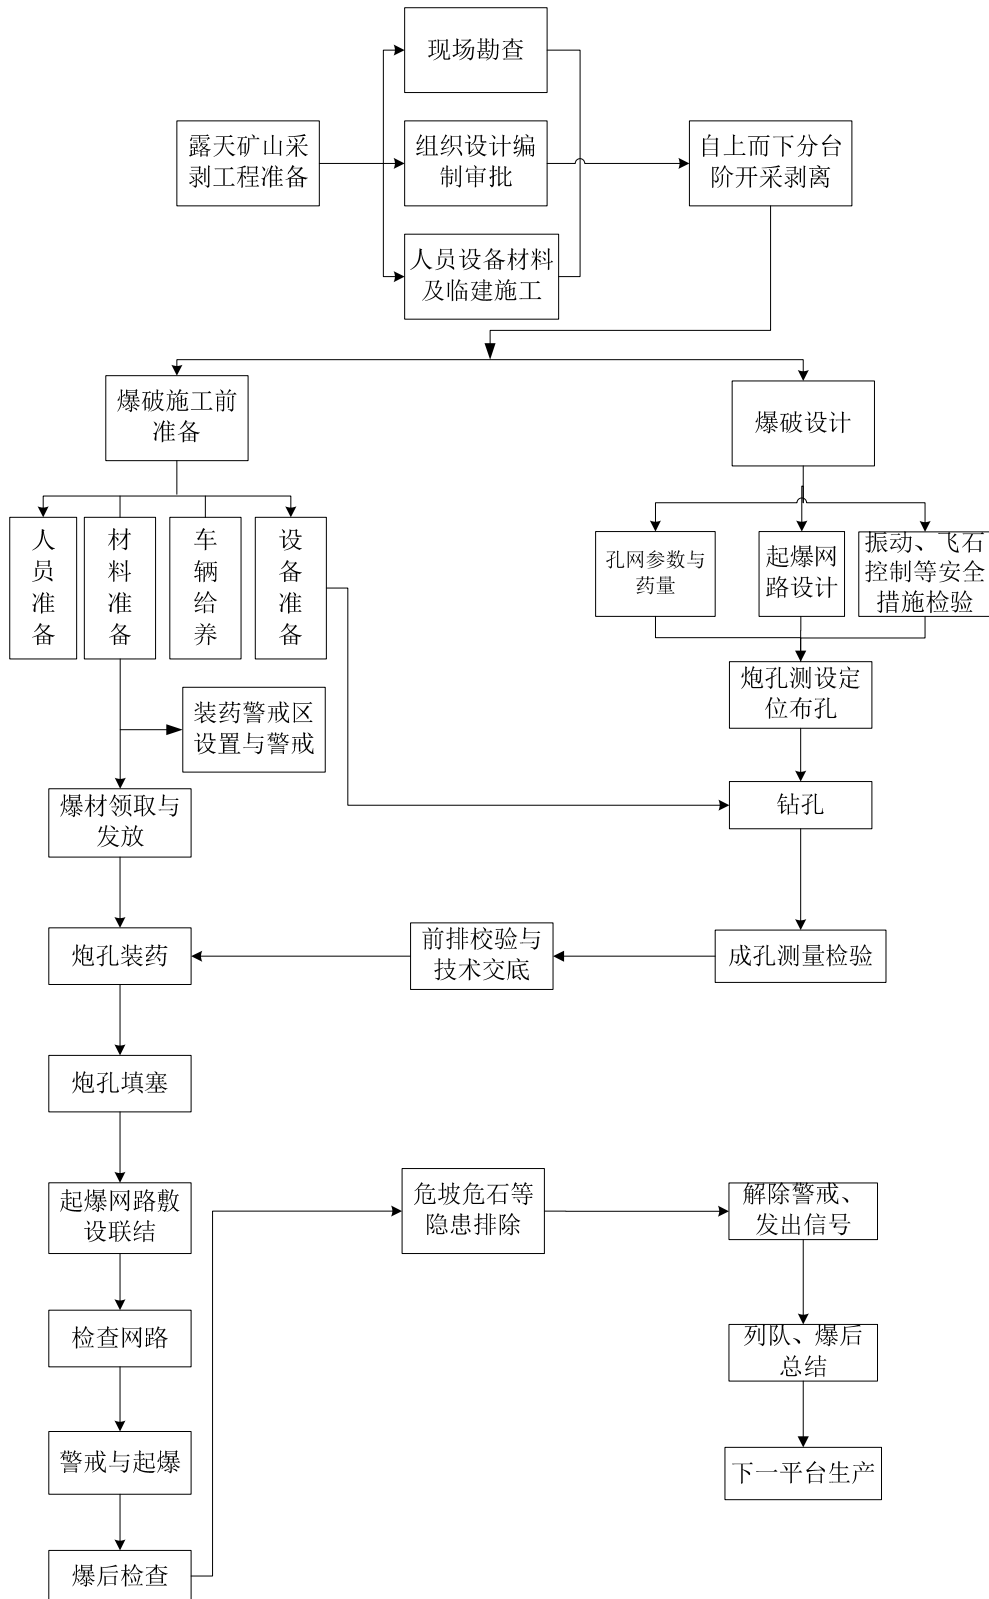 现场勘查
露天矿山采
剥工程准备
组织设计编
制审批
自上而下分台
阶开采剥离
人员设备材料
及临建施工
爆破施工前
准备
爆破设计
人员准备
材料准备
车辆给养
设备准备
孔网参数与
药量
起爆网
路设计
振动、飞石
控制等安全
措施检验
炮孔测设定
位布孔
装药警戒区
设置与警戒
爆材领取与
发放
钻孔
炮孔装药
前排校验与
技术交底
成孔测量检验
炮孔填塞
起爆网路敷
设联结
危坡危石等
隐患排除
解除警戒、
发出信号
检查网路
列队、爆后
总结
警戒与起爆
下一平台生产
爆后检查